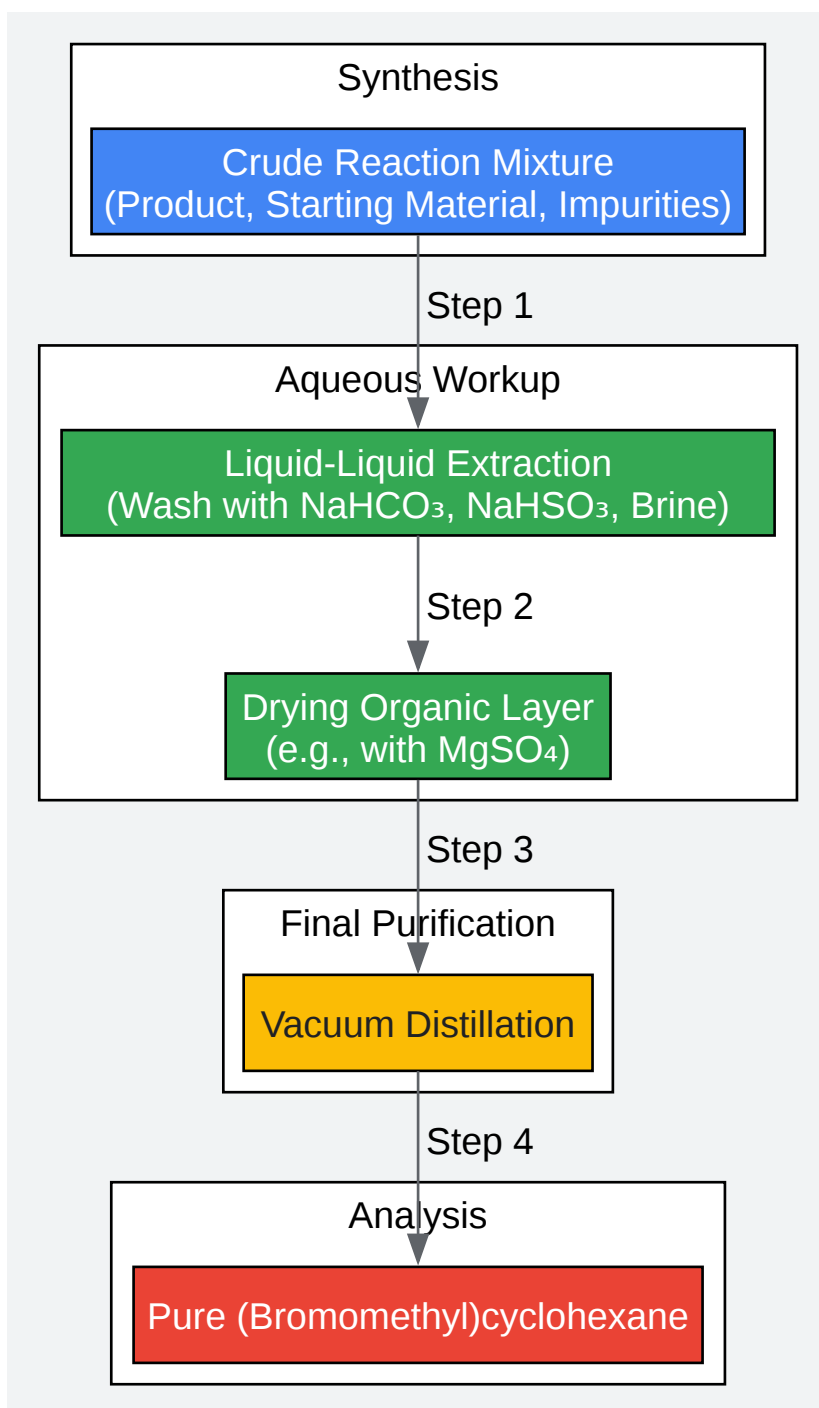 Synthesis
Crude Reaction Mixture
(Product, Starting Material, Impurities)
Step 1
Aqueous Workup
Liquid-Liquid Extraction
(Wash with NaHCO₃, NaHSO₃, Brine)
Step 2
Drying Organic Layer
(e.g., with MgSO₄)
Step 3
Final Purification
Vacuum Distillation
Step 4
Analysis
Pure (Bromomethyl)cyclohexane